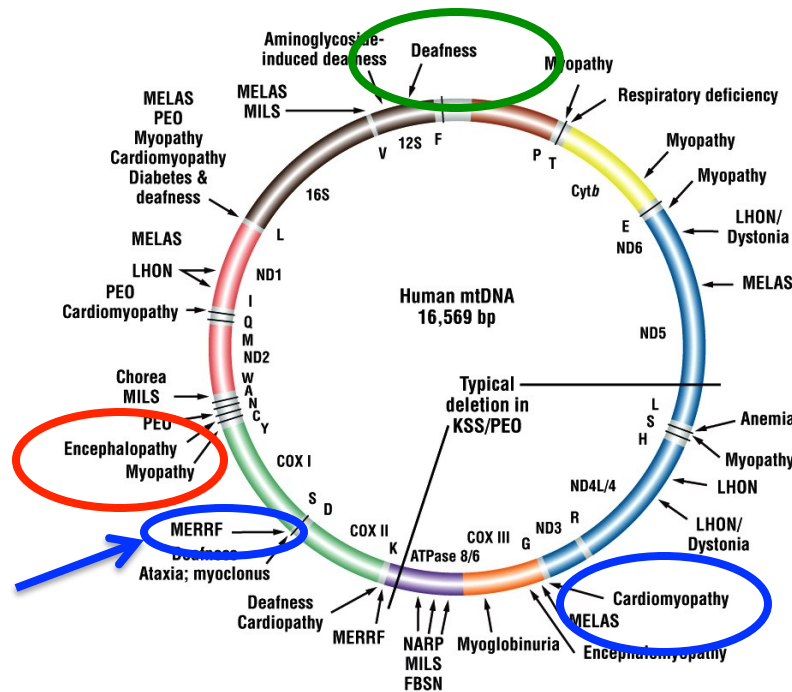 Aminoglycoside-
induced deafness
Deafness
Myopathy
Respiratory deficiency
MELAS
MILS
MELAS
PEO
Myopathy
Cardiomyopathy
Diabetes &
deafness
V
12S
F
P
T
Cytb
Myopathy
Myopathy
16S
E
ND6
LHON/
Dystonia
L
MELAS
ND1
LHON
MELAS
Human mtDNA
16,569 bp
PEO
Cardiomyopathy
I
Q
M
ND2
ND5
W
A
N
C
Y
Chorea
MILS
PEO
Encephalopathy
Myopathy
Typical
deletion in
KSS/PEO
L
S
H
Anemia
Myopathy
LHON
COX I
ND4L/4
LHON/
Dystonia
S
D
MERRF
Deafness
Ataxia; myoclonus
COX II
K
ATPase 8/6
COX III
G
ND3
R
Deafness
Cardiopathy
MERRF
NARP
MILS
FBSN
Myoglobinuria
Cardiomyopathy
MELAS
Encephalomyopathy